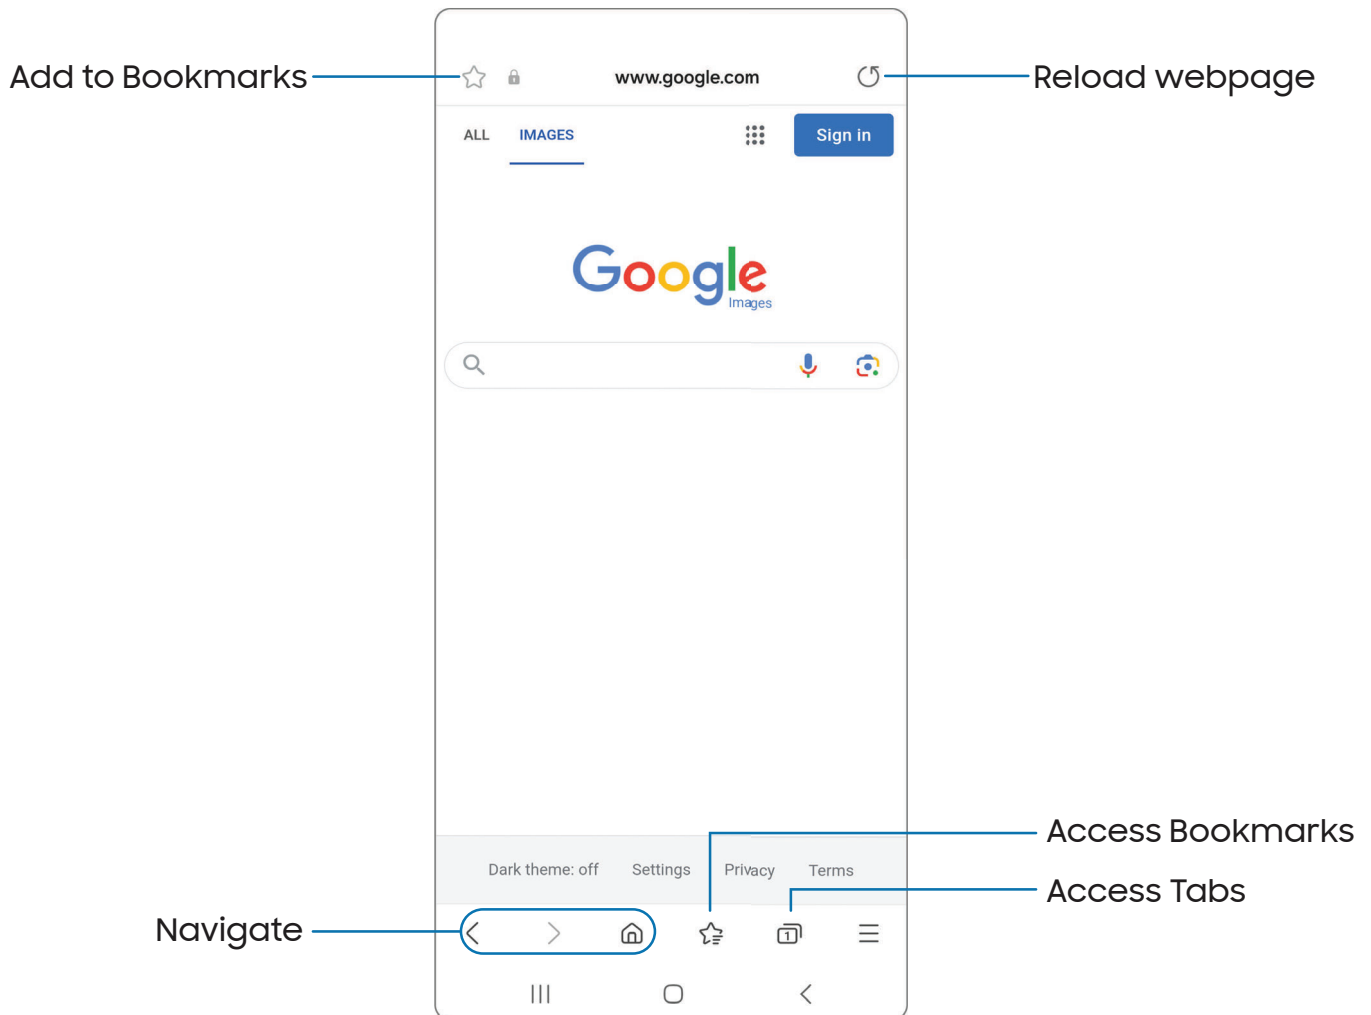 Add to Bookmarks
www.google.com
Reload webpage
ALL IMAGES
Sign in
Google
Images
Dark theme: off Settings Privacy Terms
Access Bookmarks
Access Tabs
Navigate
1